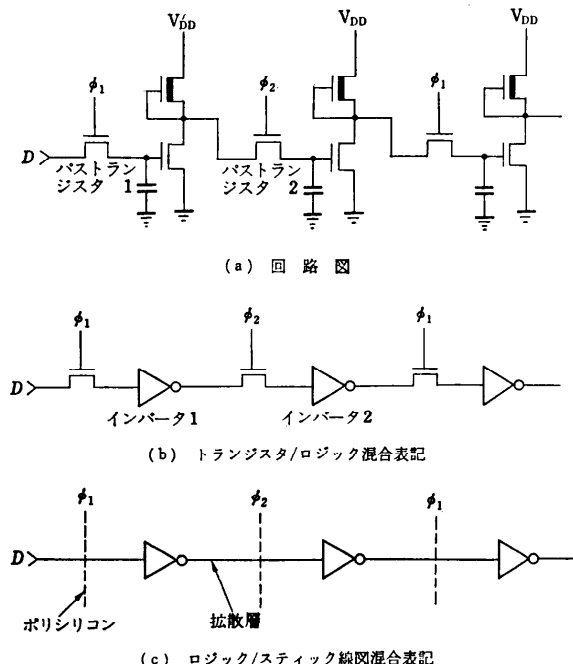 V_DD V_DD V_DD
φ₁ φ₂ φ₁
D
パストラン
ジスタ 1
パストラン
ジスタ 2
(a) 回路図
φ₁ φ₂ φ₁
D
インバータ1 インバータ2
(b) トランジスタ/ロジック混合表記
φ₁ φ₂ φ₁
D
ポリシリコン 拡散層
(c) ロジック/スティック線図混合表記